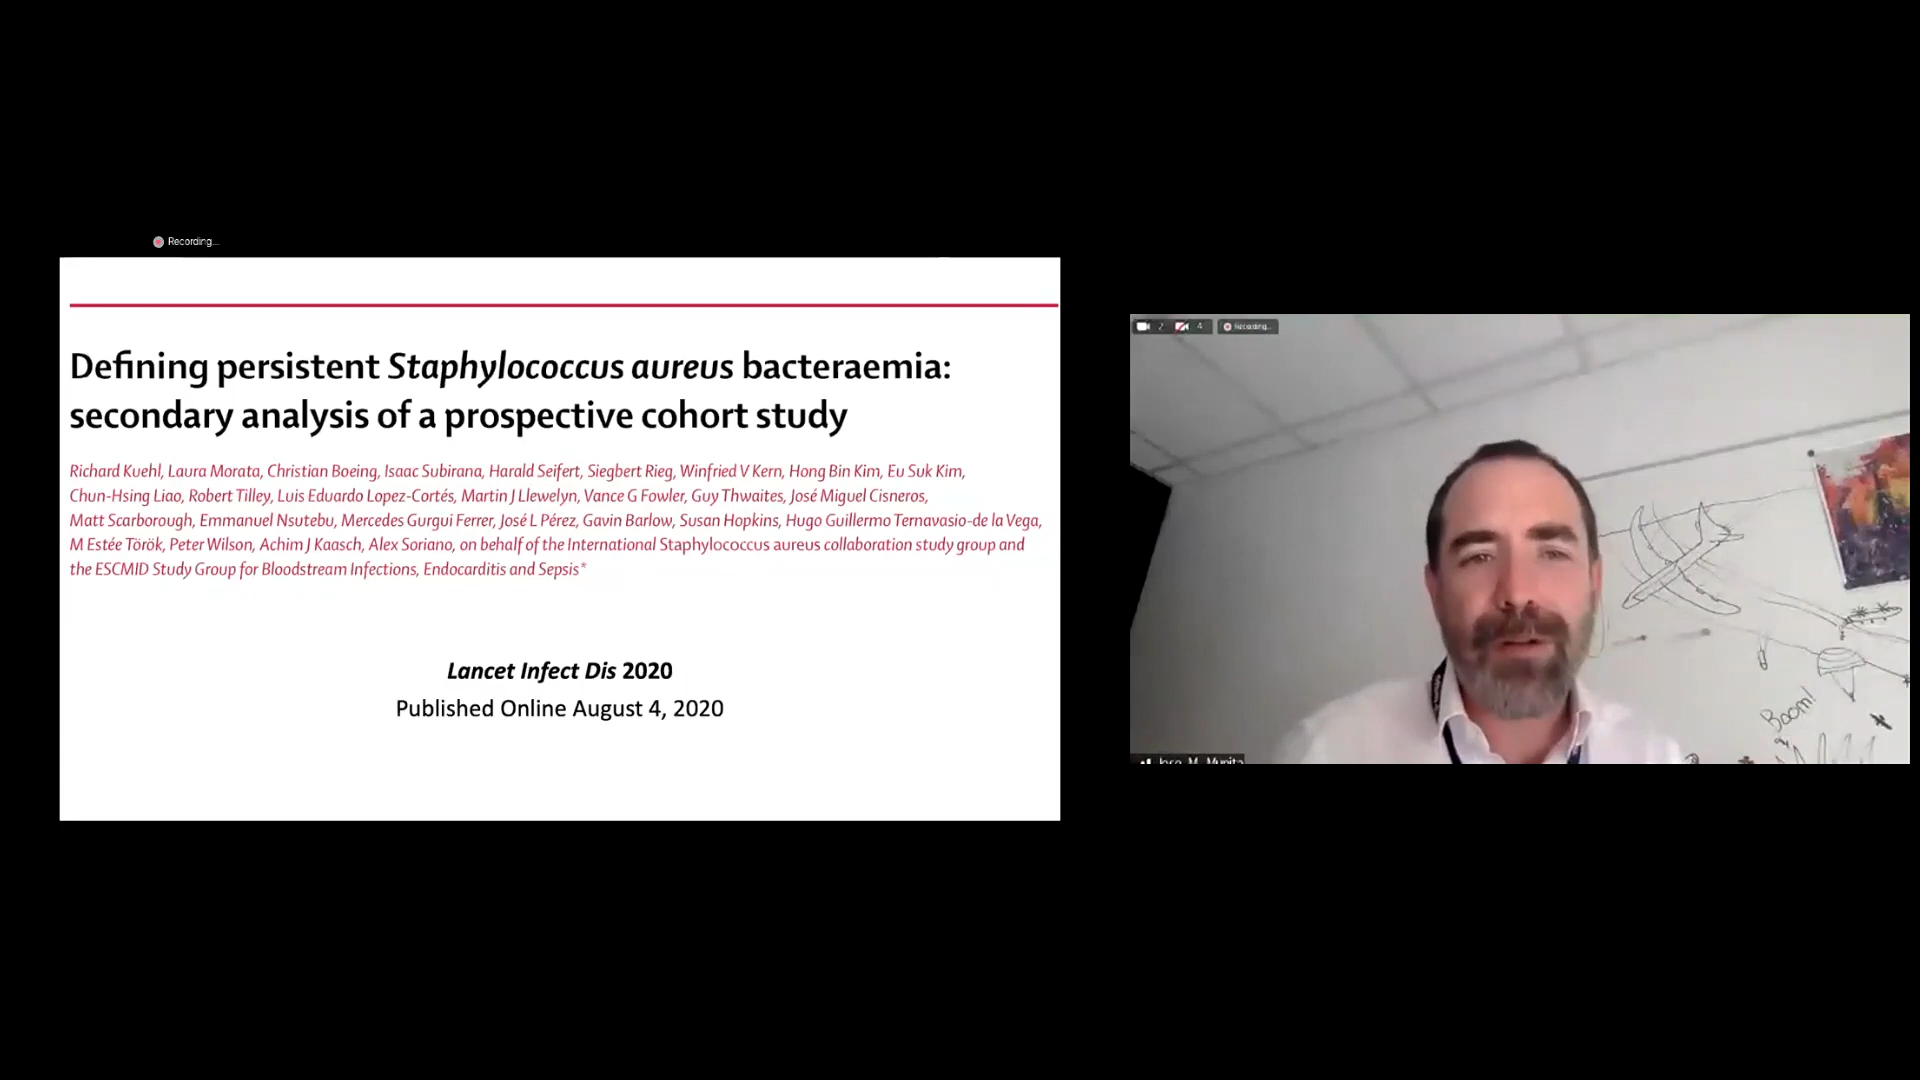 Recording...
Defining persistent Staphylococcus aureus bacteraemia:
secondary analysis of a prospective cohort study
Richard Kuehl, Laura Morata, Christian Boeing, Isaac Subirana, Harald Seifert, Siegbert Rieg, Winfried V Kern, Hong Bin Kim, Eu Suk Kim,
Chun-Hsing Liao, Robert Tilley, Luis Eduardo Lopez-Cortés, Martin J Llewelyn, Vance G Fowler, Guy Thwaites, José Miguel Cisneros,
Matt Scarborough, Emmanuel Nsutebu, Mercedes Gurgui Ferrer, José L Pérez, Gavin Barlow, Susan Hopkins, Hugo Guillermo Ternavasio-de la Vega,
M Estée Török, Peter Wilson, Achim J Kaasch, Alex Soriano, on behalf of the International Staphylococcus aureus collaboration study group and
the ESCMID Study Group for Bloodstream Infections, Endocarditis and Sepsis*
Lancet Infect Dis 2020
Published Online August 4, 2020
2 4 Recording...
Boom!
Jose M. Munita